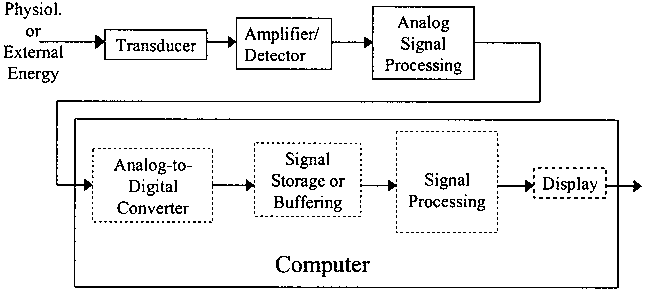 Physiol.
or
External
Energy
Transducer
Amplifier/
Detector
Analog
Signal
Processing
Analog-to-
Digital
Converter
Signal
Storage or
Buffering
Signal
Processing
Display
Computer